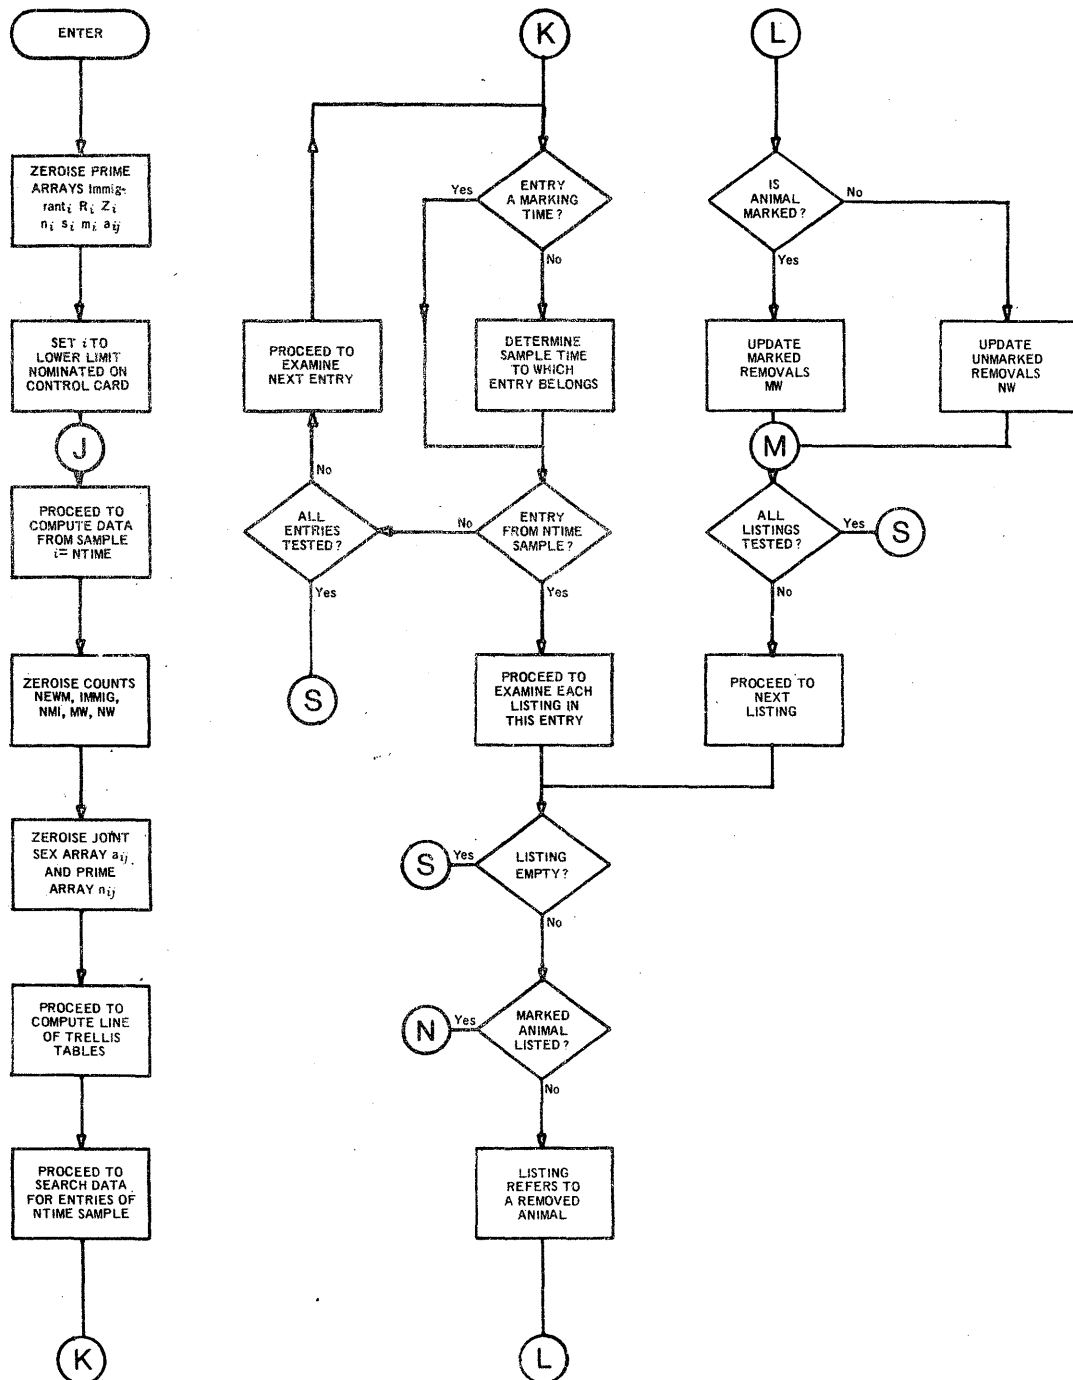 ENTER
ZEROISE PRIME
ARRAYS Immig-
rant i R i Z i
n i s i m i a ij
SET i TO
LOWER LIMIT
NOMINATED ON
CONTROL CARD
J
PROCEED TO
COMPUTE DATA
FROM SAMPLE
i= NTIME
ZEROISE COUNTS
NEWM, IMMIG,
NMI, MW, NW
ZEROISE JOINT
SEX ARRAY a ij
AND PRIME
ARRAY n ij
PROCEED TO
COMPUTE LINE
OF TRELLIS
TABLES
PROCEED TO
SEARCH DATA
FOR ENTRIES OF
NTIME SAMPLE
K
K
ENTRY
A MARKING
TIME?
Yes
No
PROCEED TO
EXAMINE
NEXT ENTRY
DETERMINE
SAMPLE TIME
TO WHICH
ENTRY BELONGS
No
ALL
ENTRIES
TESTED?
Yes
S
No
ENTRY
FROM NTIME
SAMPLE?
Yes
PROCEED TO
EXAMINE EACH
LISTING IN
THIS ENTRY
S
Yes
LISTING
EMPTY?
No
N
Yes
MARKED
ANIMAL
LISTED?
No
LISTING
REFERS TO
A REMOVED
ANIMAL
L
L
IS
ANIMAL
MARKED?
No
Yes
UPDATE
MARKED
REMOVALS
MW
UPDATE
UNMARKED
REMOVALS
NW
M
ALL
LISTINGS
TESTED?
Yes
S
No
PROCEED TO
NEXT
LISTING